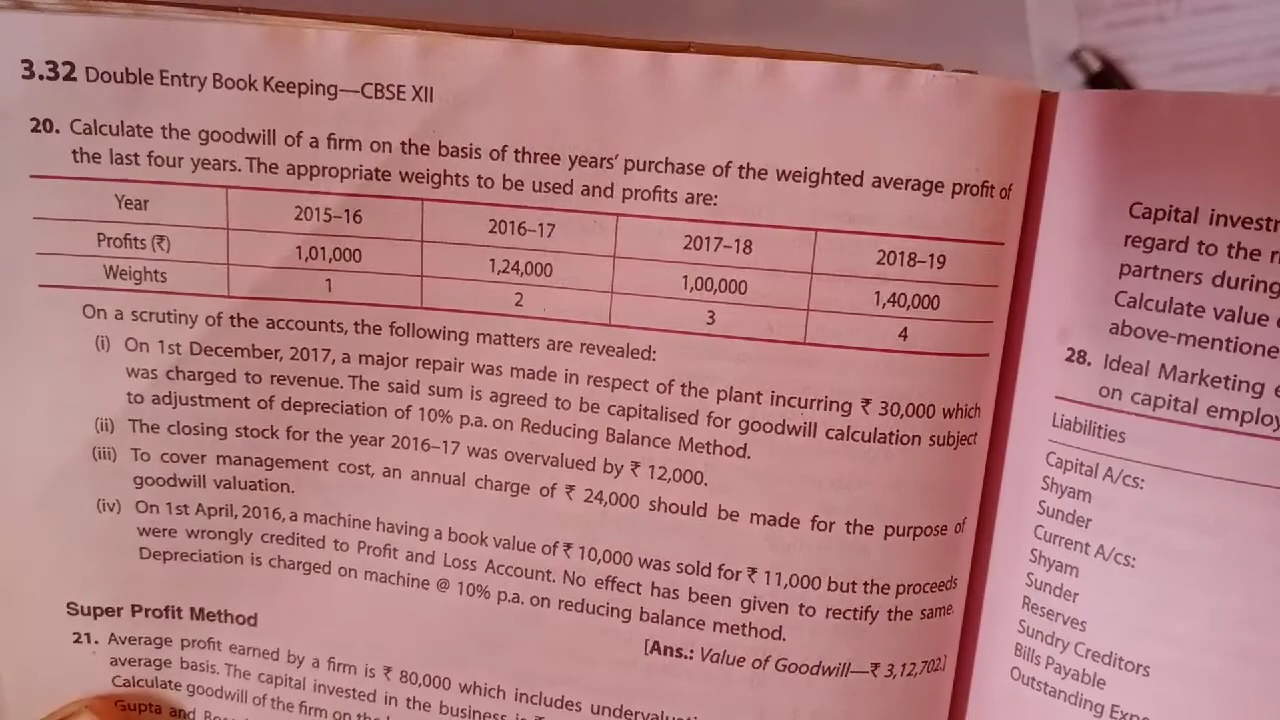 3.32 Double Entry Book Keeping—CBSE XII
20. Calculate the goodwill of a firm on the basis of three years' purchase of the weighted average profit of
the last four years. The appropriate weights to be used and profits are:
Year 2015–16 2016–17 2017–18 2018–19
Profits (₹) 1,01,000 1,24,000 1,00,000 1,40,000
Weights 1 2 3 4
On a scrutiny of the accounts, the following matters are revealed:
(i) On 1st December, 2017, a major repair was made in respect of the plant incurring ₹ 30,000 which
was charged to revenue. The said sum is agreed to be capitalised for goodwill calculation subject
to adjustment of depreciation of 10% p.a. on Reducing Balance Method.
(ii) The closing stock for the year 2016–17 was overvalued by ₹ 12,000.
(iii) To cover management cost, an annual charge of ₹ 24,000 should be made for the purpose of
goodwill valuation.
(iv) On 1st April, 2016, a machine having a book value of ₹ 10,000 was sold for ₹ 11,000 but the proceeds
were wrongly credited to Profit and Loss Account. No effect has been given to rectify the same.
Depreciation is charged on machine @ 10% p.a. on reducing balance method.
[Ans.: Value of Goodwill—₹ 3,12,702.]
Super Profit Method
21. Average profit earned by a firm is ₹ 80,000 which includes
average basis. The capital invested in the business
Calculate goodwill of the firm on
Gupta and
Capital
regard to the
partners during
Calculate value
above-mentione
28. Ideal Marketing
on capital employ
Liabilities
Capital A/cs:
Shyam
Sunder
Current A/cs:
Shyam
Sunder
Reserves
Sundry Creditors
Bills Payable
Outstanding